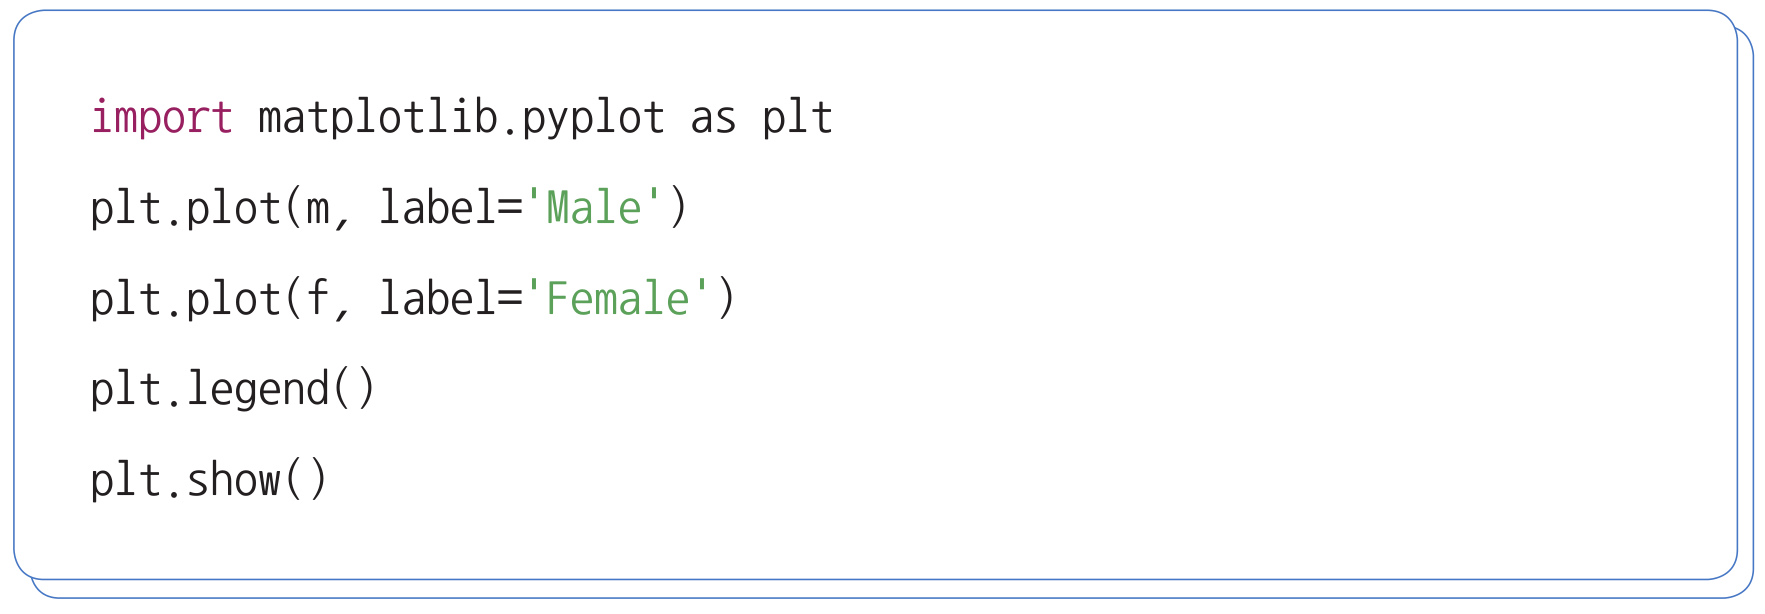 import matplotlib.pyplot as plt
plt.plot(m, label='Male')
plt.plot(f, label='Female')
plt.legend()
plt.show()